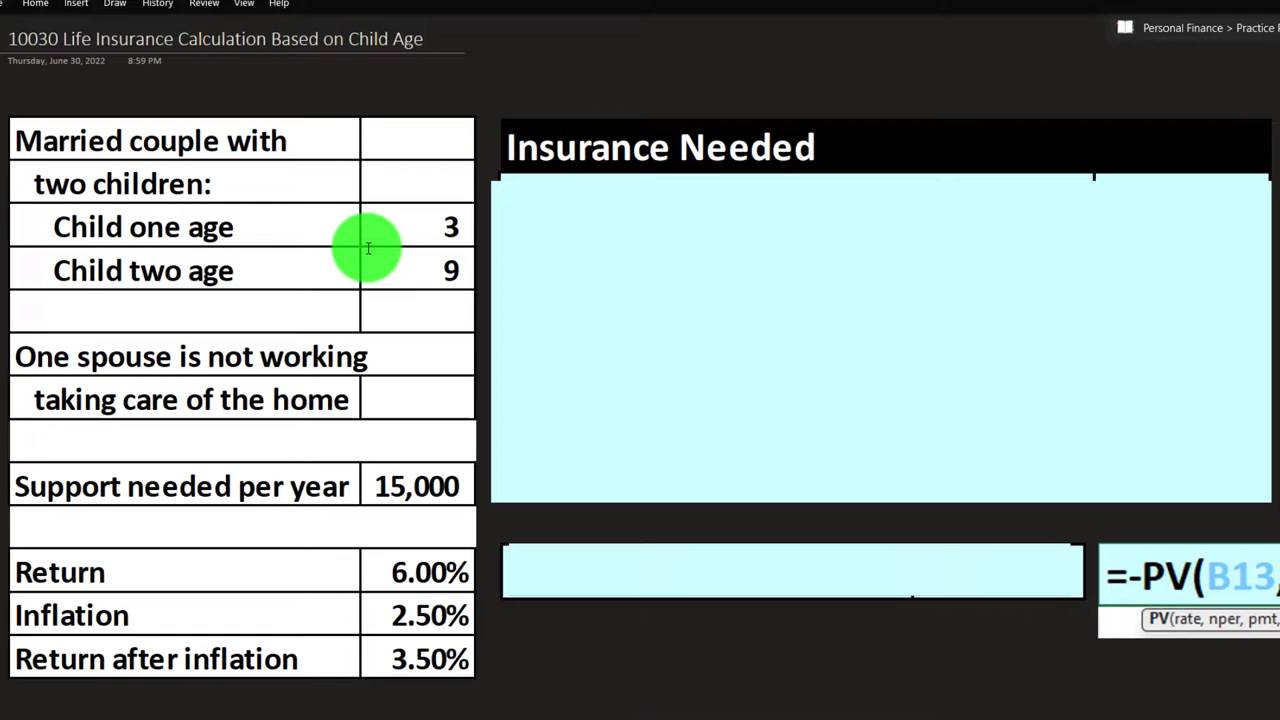 Home Insert Draw History Review View Help
10030 Life Insurance Calculation Based on Child Age
Personal Finance > Practice
Thursday, June 30, 2022 8:59 PM
Married couple with
two children:
Child one age 3
Child two age 9
One spouse is not working
taking care of the home
Support needed per year 15,000
Return 6.00%
Inflation 2.50%
Return after inflation 3.50%
Insurance Needed
=-PV(B13,
PV(rate, nper, pmt,